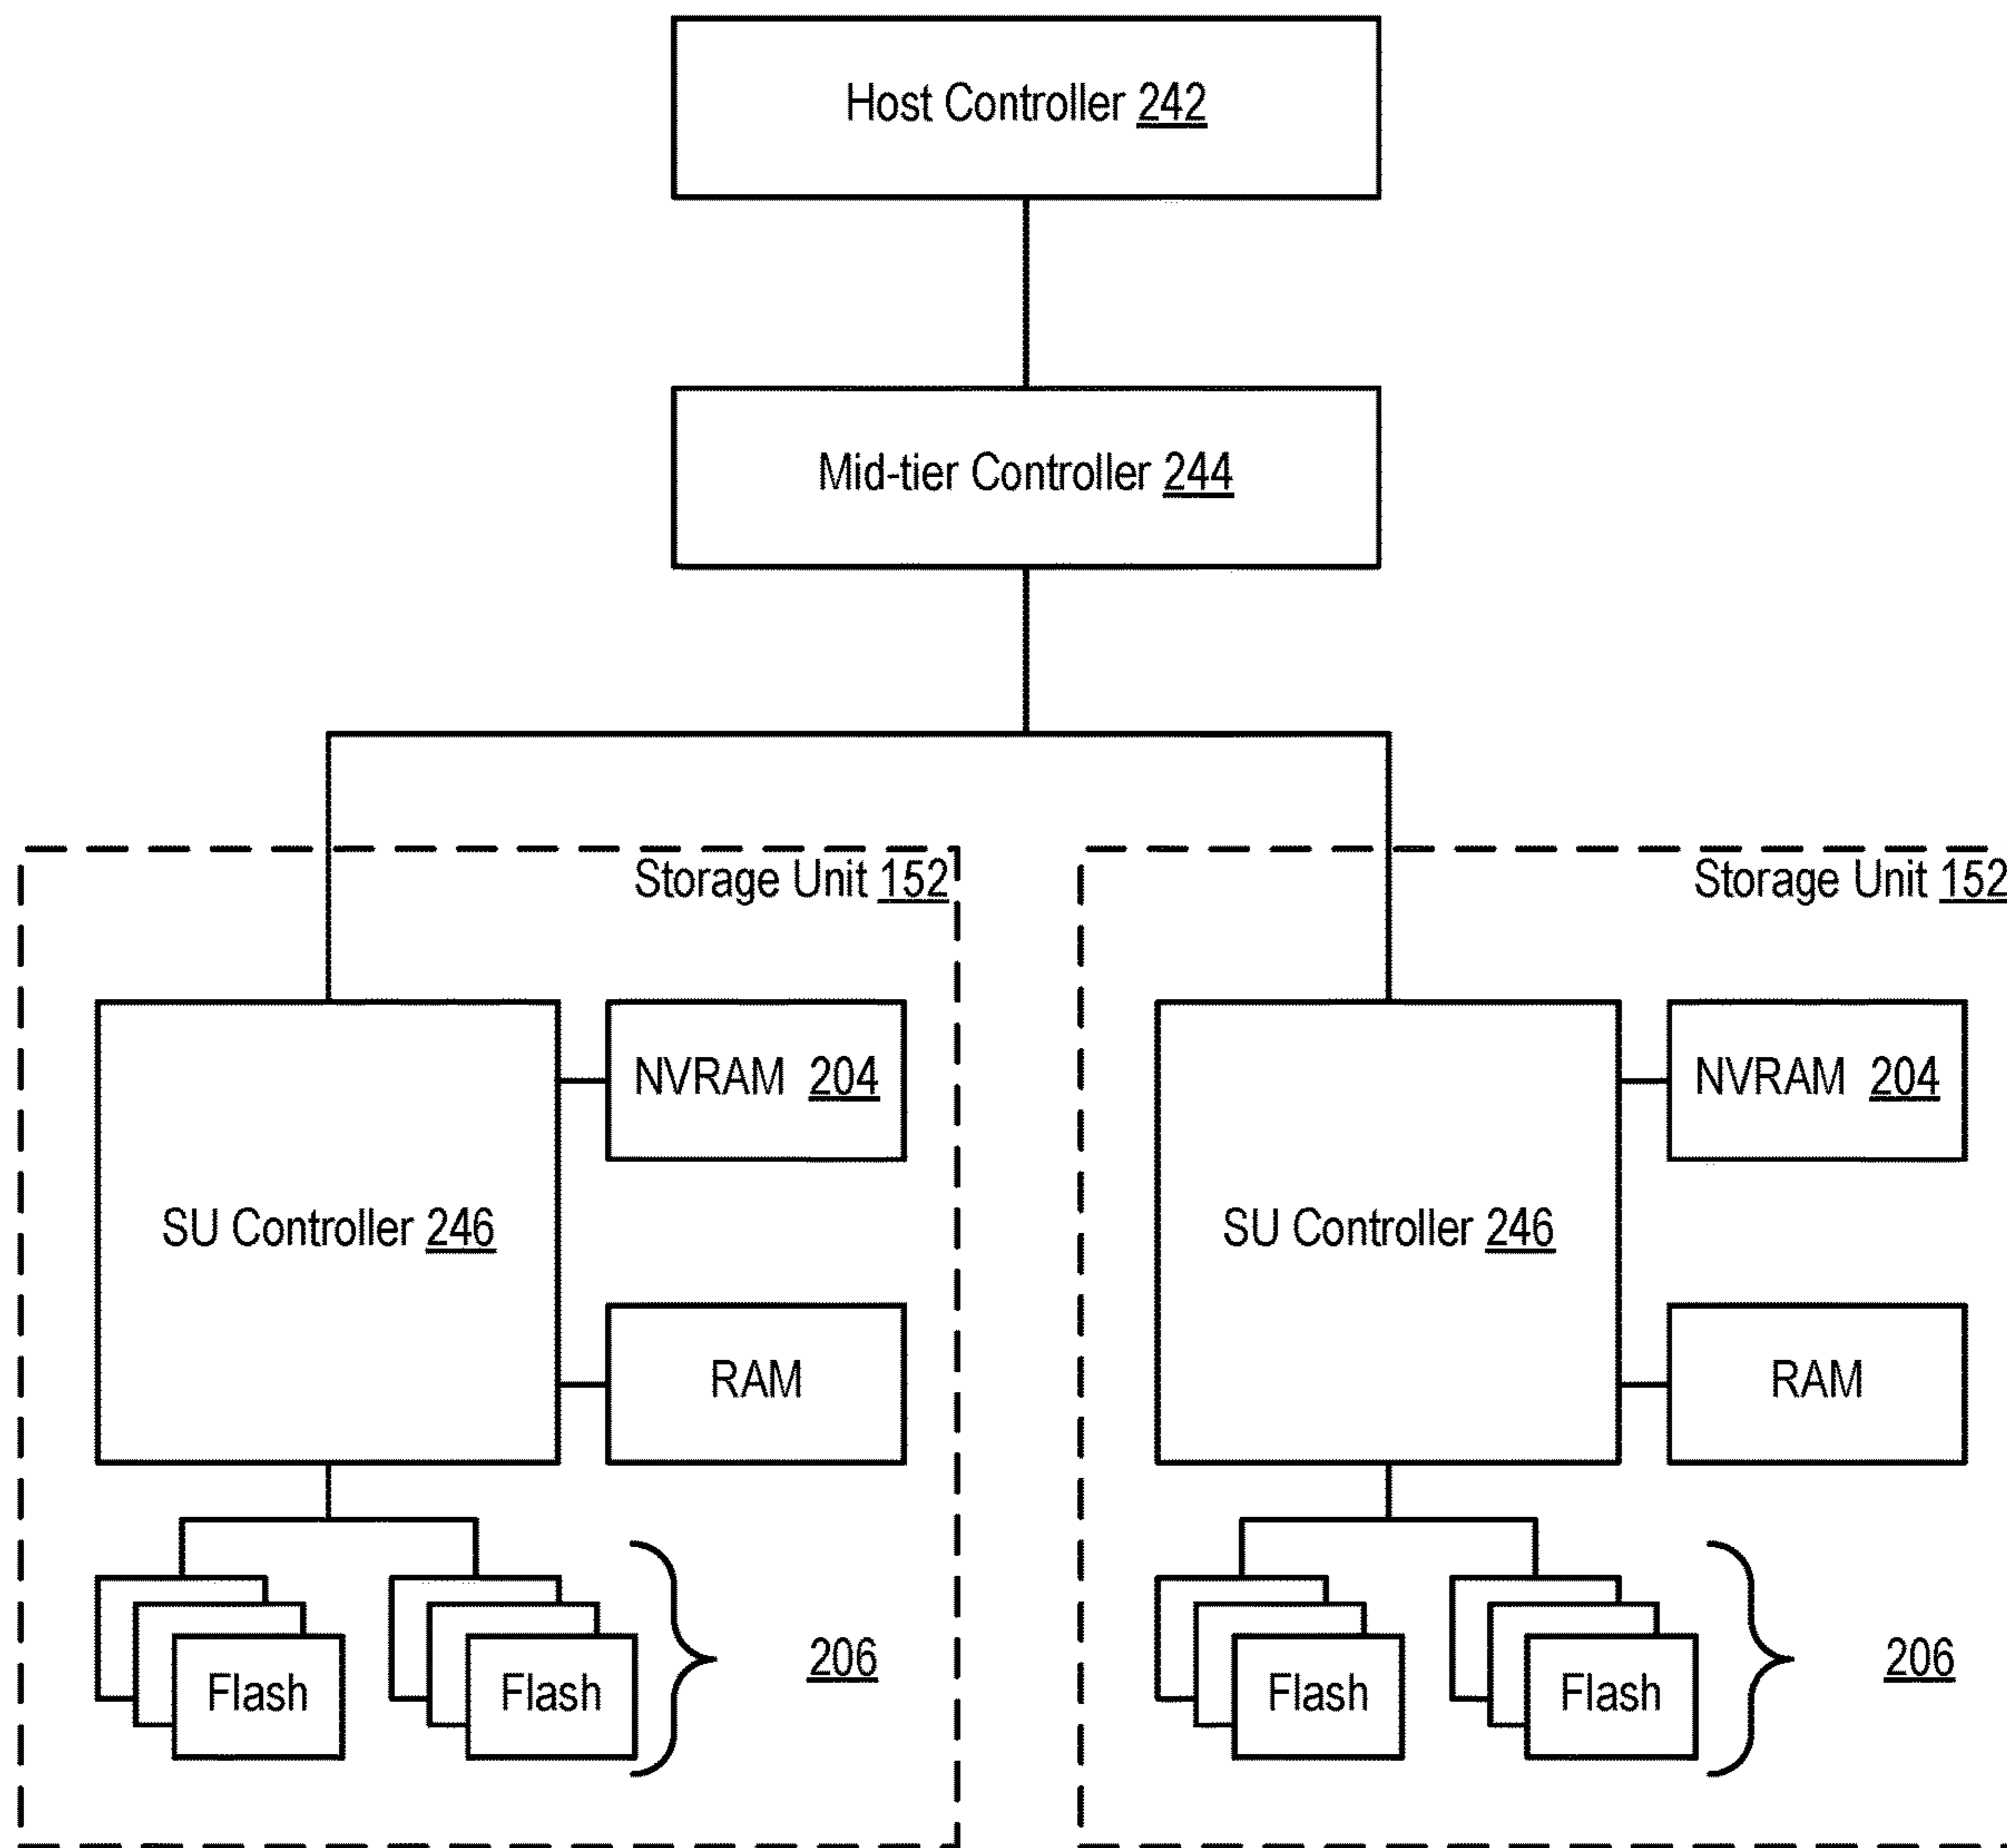 Host Controller 242
Mid-tier Controller 244
Storage Unit 152
NVRAM 204
SU Controller 246
RAM
Flash
Flash
206
Storage Unit 152
NVRAM 204
SU Controller 246
RAM
Flash
Flash
206